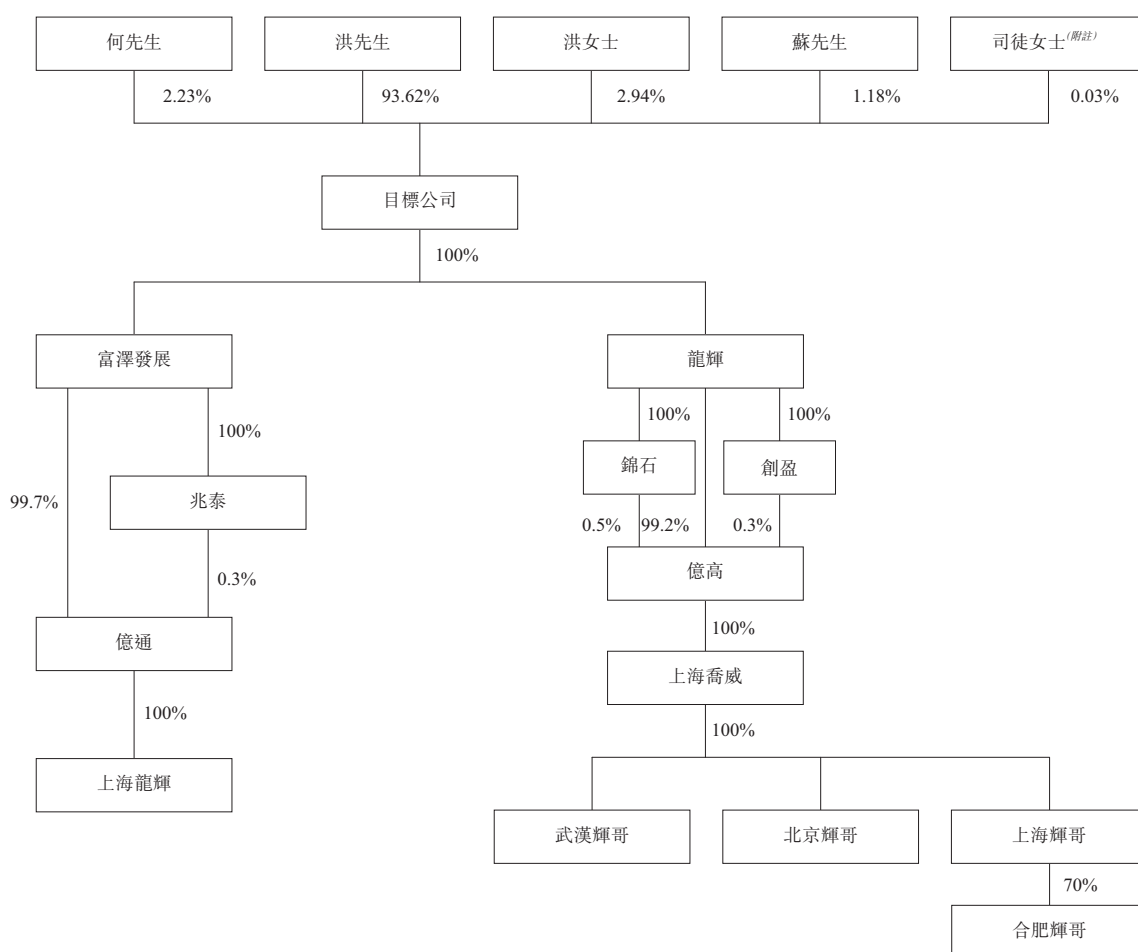 何先生
洪先生
洪女士
蘇先生
司徒女士(附註)
2.23%
93.62%
2.94%
1.18%
0.03%
目標公司
100%
富澤發展
龍輝
100%
100%
100%
錦石
創盈
99.7%
兆泰
0.5%
99.2%
0.3%
億高
0.3%
100%
億通
上海喬威
100%
100%
上海龍輝
武漢輝哥
北京輝哥
上海輝哥
70%
合肥輝哥